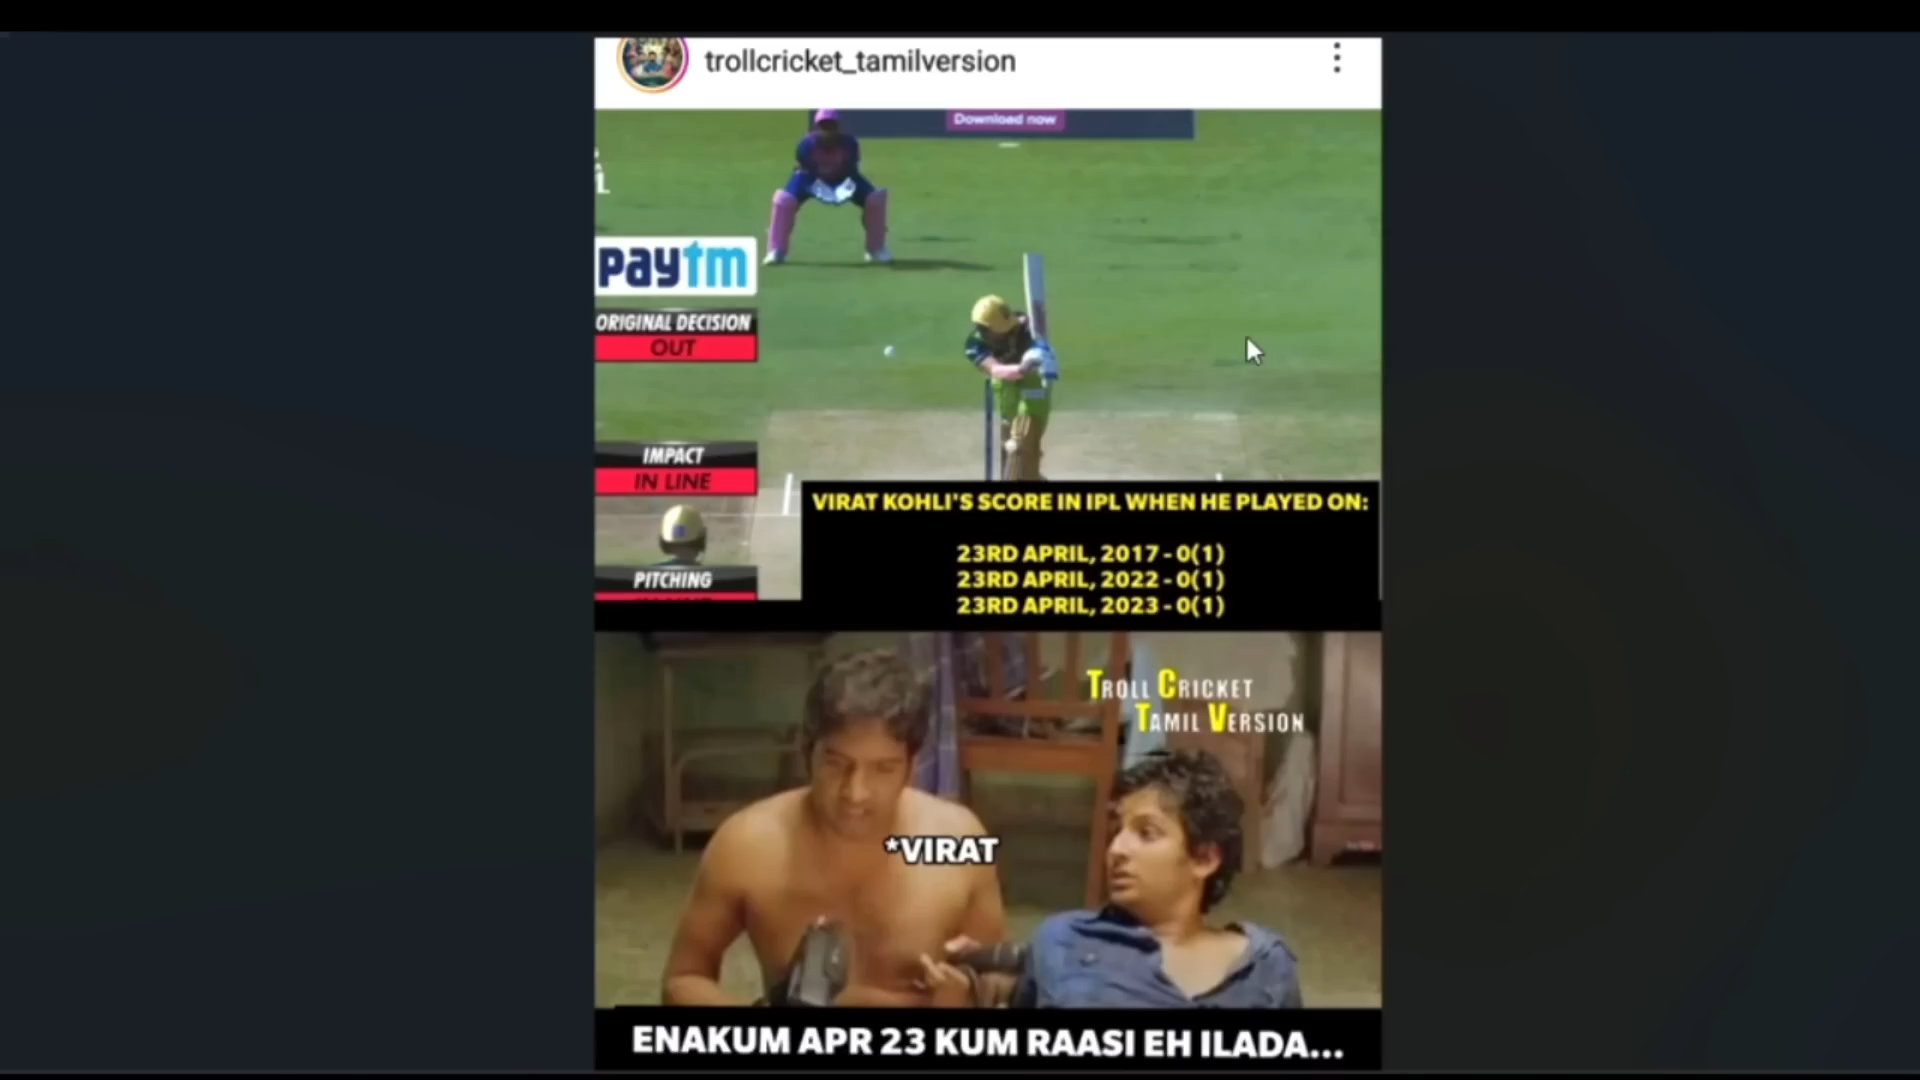 trollcricket_tamilversion
Download now
L
paytm
ORIGINAL DECISION
OUT
IMPACT
IN LINE
PITCHING
VIRAT KOHLI'S SCORE IN IPL WHEN HE PLAYED ON:
23RD APRIL, 2017 - 0(1)
23RD APRIL, 2022 - 0(1)
23RD APRIL, 2023 - 0(1)
TROLL CRICKET
TAMIL VERSION
*VIRAT
ENAKUM APR 23 KUM RAASI EH ILADA...